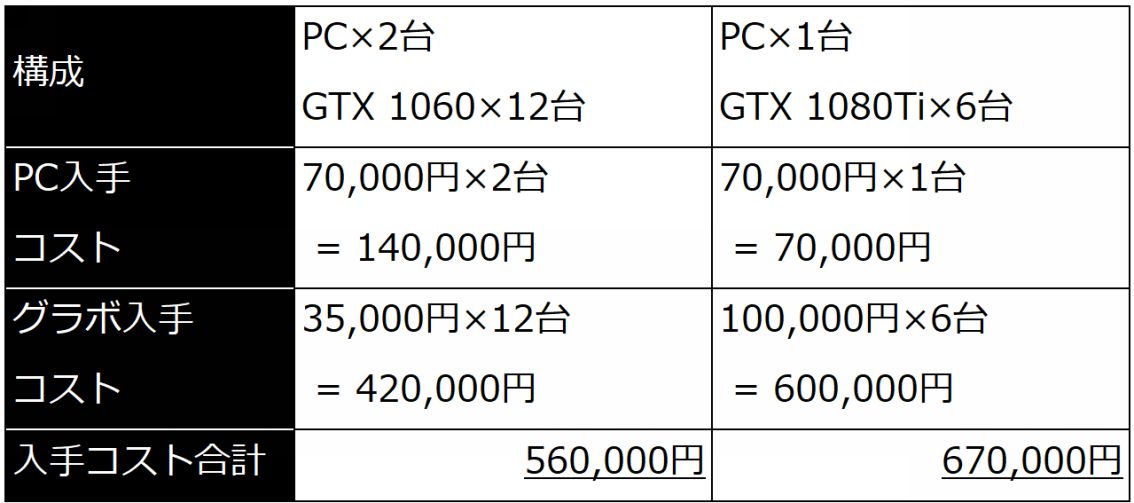 構成
PC×2台
GTX 1060×12台
PC×1台
GTX 1080Ti×6台
PC入手
コスト
70,000円×2台
= 140,000円
70,000円×1台
= 70,000円
グラボ入手
コスト
35,000円×12台
= 420,000円
100,000円×6台
= 600,000円
入手コスト合計
560,000円
670,000円